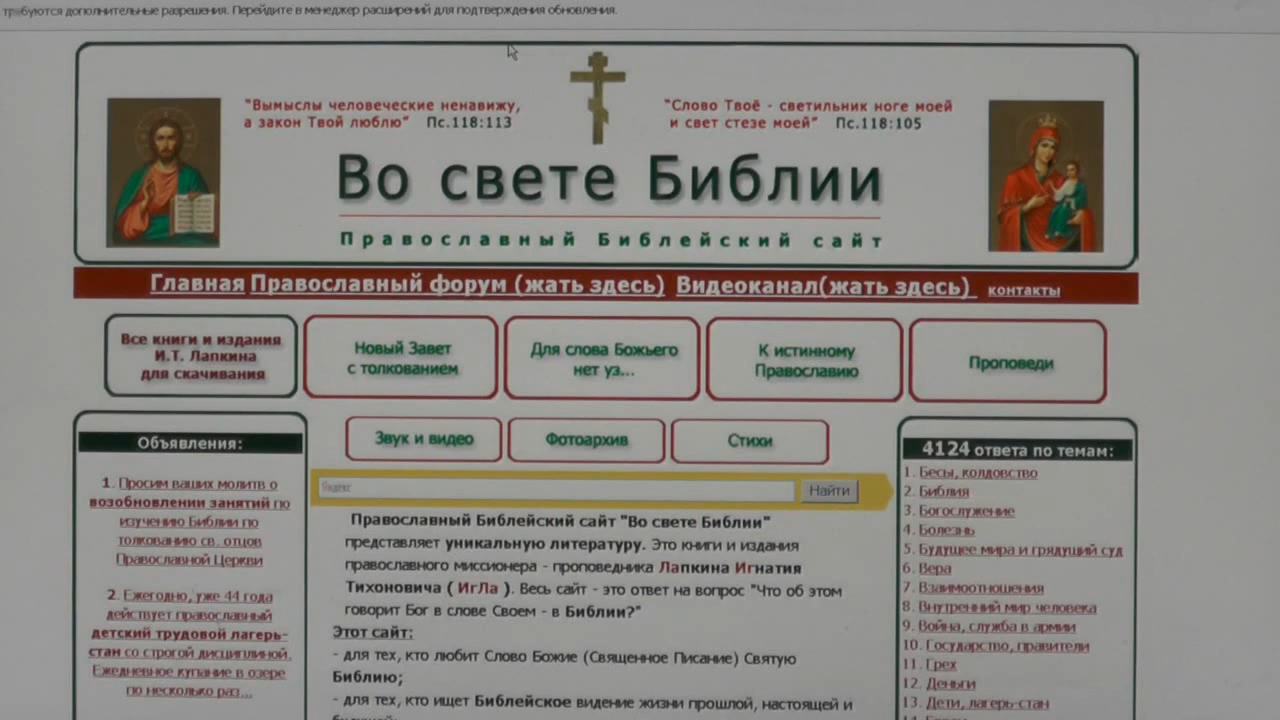 требуются дополнительные разрешения. Перейдите в менеджер расширений для подтверждения обновления.
"Вымыслы человеческие ненавижу,
а закон Твой люблю" Пс.118:113
"Слово Твоё - светильник ноге моей
и свет стезе моей" Пс.118:105
Во свете Библии
Православный Библейский сайт
Главная Православный форум (жать здесь) Видеоканал(жать здесь) контакты
Все книги и издания
И.Т. Лапкина
для скачивания
Новый Завет
с толкованием
Для слова Божьего
нет уз...
К истинному
Православию
Проповеди
Звук и видео
Фотоархив
Стихи
Объявления:
1. Просим ваших молитв о
возобновлении занятий по
изучению Библии по
толкованию св. отцов
Православной Церкви
2. Ежегодно, уже 44 года
действует православный
детский трудовой лагерь-
стан со строгой дисциплиной.
Ежедневное купание в озере
по несколько раз...
Яндекс
Найти
Православный Библейский сайт "Во свете Библии"
представляет уникальную литературу. Это книги и издания
православного миссионера - проповедника Лапкина Игнатия
Тихоновича ( ИгЛа ). Весь сайт - это ответ на вопрос "Что об этом
говорит Бог в слове Своем - в Библии?"
Этот сайт:
- для тех, кто любит Слово Божие (Священное Писание) Святую
Библию;
- для тех, кто ищет Библейское видение жизни прошлой, настоящей и
4124 ответа по темам:
1. Бесы, колдовство
2. Библия
3. Богослужение
4. Болезнь
5. Будущее мира и грядущий суд
6. Вера
7. Взаимоотношения
8. Внутренний мир человека
9. Война, служба в армии
10. Государство, правители
11. Грех
12. Деньги
13. Дети, лагерь-стан